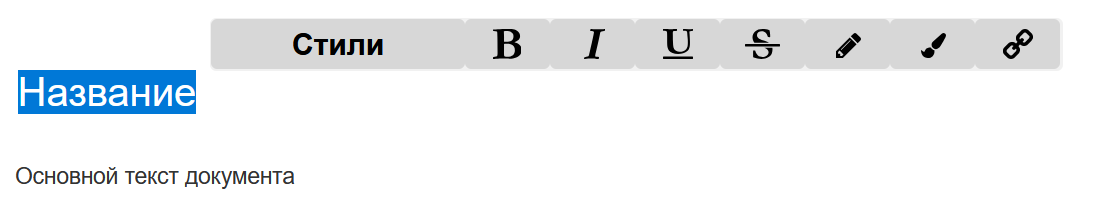 Стили B I U S
Название
Основной текст документа